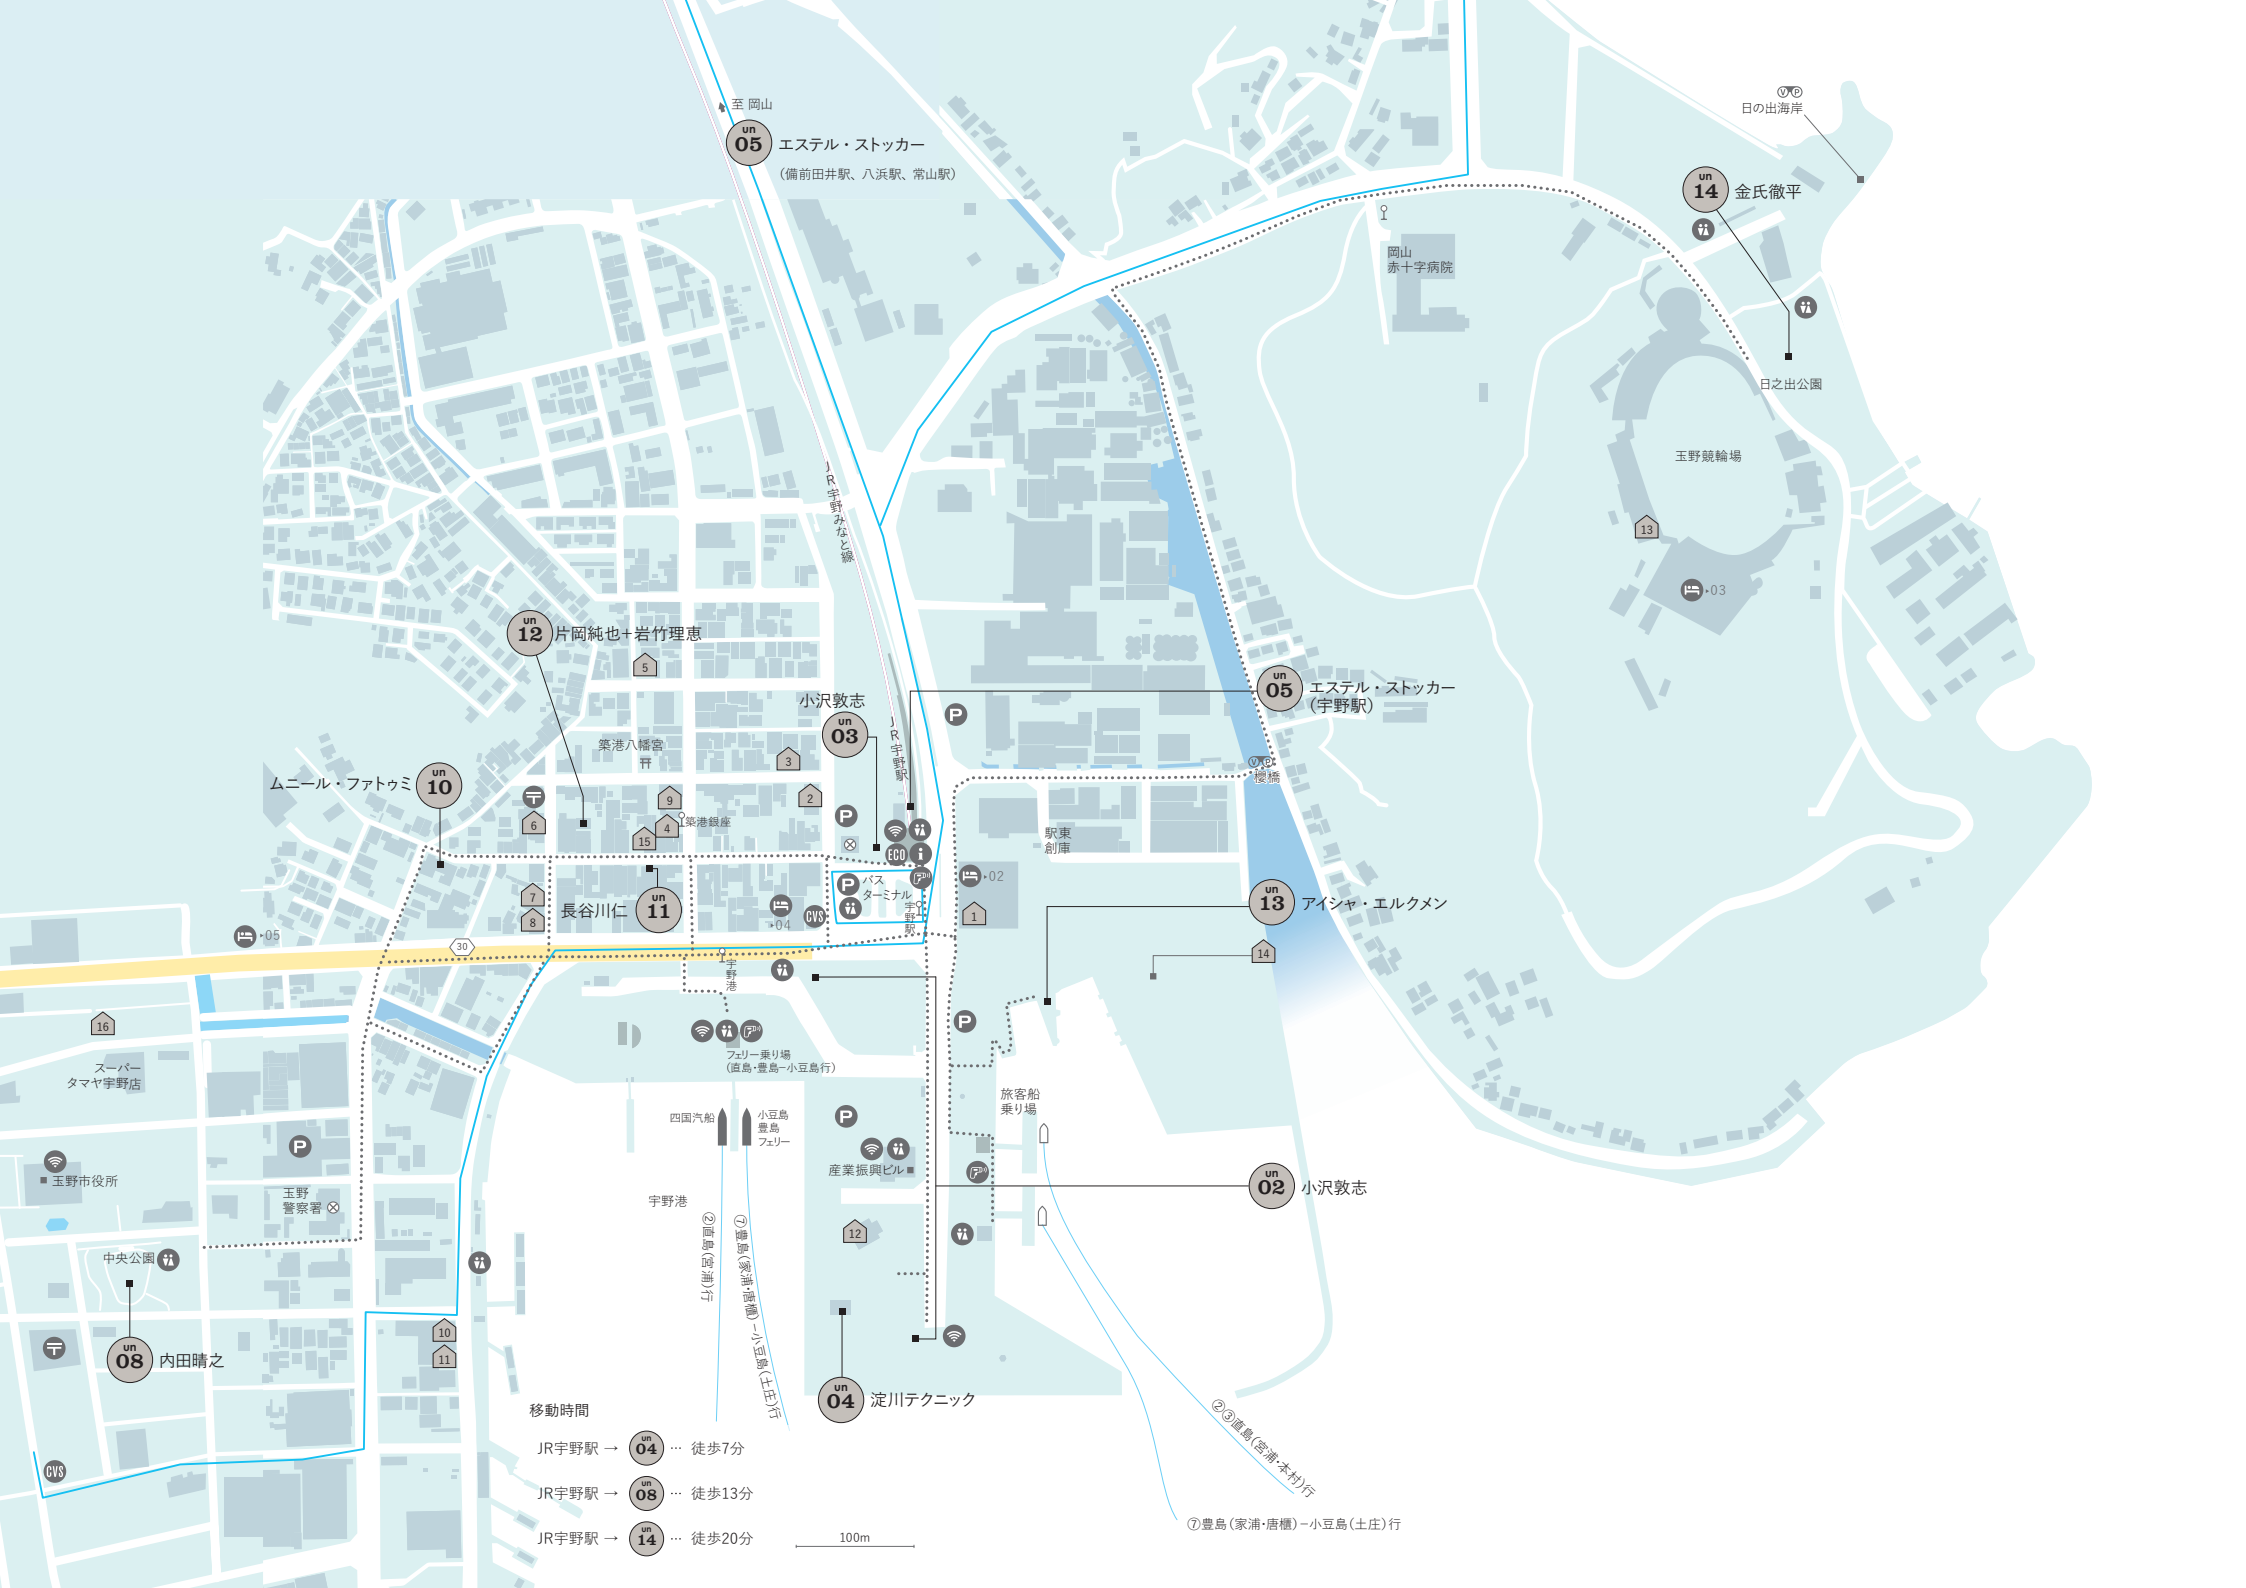 至 岡山
un
05
エステル・ストッカー
(備前田井駅、八浜駅、常山駅)
V P
日の出海岸
un
14
金氏徹平
岡山
赤十字病院
日之出公園
玉野競輪場
13
03
JR宇野みなと線
un
12
片岡純也+岩竹理恵
5
小沢敦志
un
03
JR宇野駅
P
un
05
エステル・ストッカー
(宇野駅)
V P
櫻橋
築港八幡宮
3
ムニール・ファトゥミ
un
10
6
9
2
4
築港銀座
15
P
ECO
i
駅東
創庫
7
8
長谷川仁
un
11
04
CVS
P
バス
ターミナル
宇野駅
02
1
un
13
アイシャ・エルクメン
14
05
30
宇野港
16
スーパー
タマヤ宇野店
P
フェリー乗り場
(直島・豊島−小豆島行)
P
旅客船
乗り場
四国汽船
小豆島
豊島
フェリー
P
産業振興ビル
玉野市役所
玉野
警察署
宇野港
12
un
02
小沢敦志
②直島(宮浦)行
⑦豊島(家浦・唐櫃)−小豆島(土庄)行
中央公園
un
08
内田晴之
10
11
un
04
淀川テクニック
CVS
②③直島(宮浦・本村)行
⑦豊島(家浦・唐櫃)−小豆島(土庄)行
移動時間
JR宇野駅 → un 04 … 徒歩7分
JR宇野駅 → un 08 … 徒歩13分
JR宇野駅 → un 14 … 徒歩20分
100m